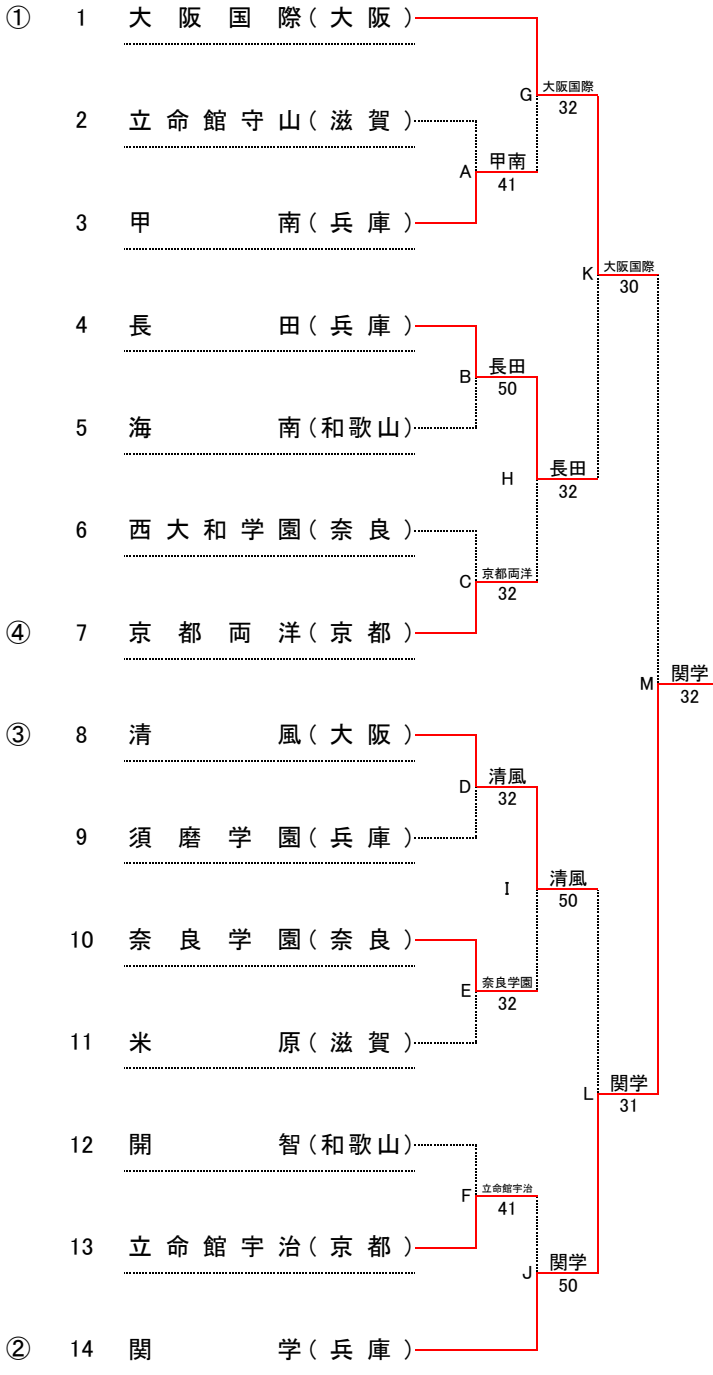 ① 1 大阪国際(大阪)
G 大阪国際
32
2 立命館守山(滋賀)
A 甲南
41
3 甲南(兵庫)
K 大阪国際
30
4 長田(兵庫)
B 長田
50
5 海南(和歌山)
H 長田
32
6 西大和学園(奈良)
C 京都両洋
32
④ 7 京都両洋(京都)
M 関学
32
③ 8 清風(大阪)
D 清風
32
9 須磨学園(兵庫)
I 清風
50
10 奈良学園(奈良)
E 奈良学園
32
11 米原(滋賀)
L 関学
31
12 開智(和歌山)
F 立命館宇治
41
13 立命館宇治(京都)
J 関学
50
② 14 関学(兵庫)